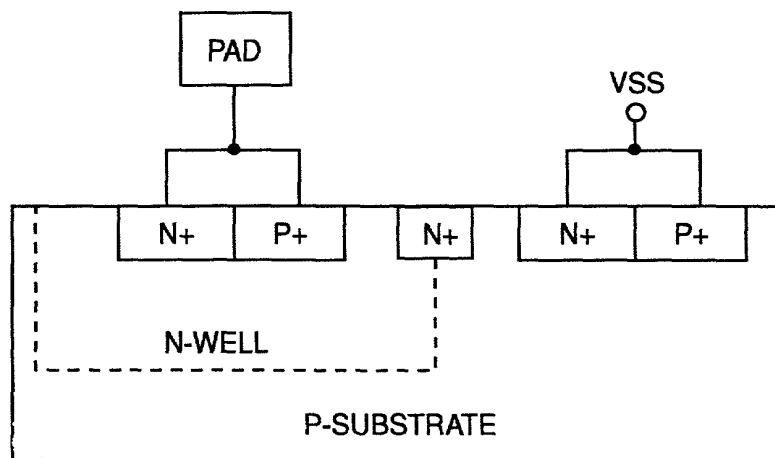 PAD
VSS
N+ P+ N+ N+ P+
N-WELL
P-SUBSTRATE